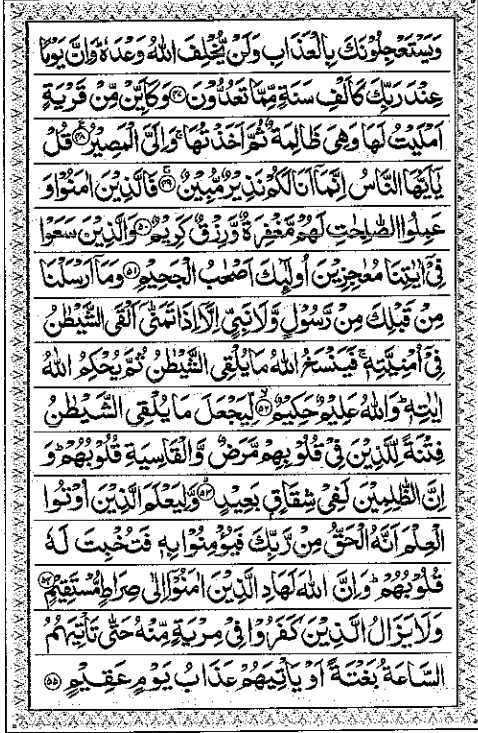 وَيَسْتَعْجِلُوْنَكَ بِالْعَذَابِ وَلَنْ يُّخْلِفَ اللّٰهُ وَعْدَهٗ ؕ وَاِنَّ يَوْمًا
عِنْدَ رَبِّكَ كَاَلْفِ سَنَةٍ مِّمَّا تَعُدُّوْنَ ﴿۴۷﴾ وَكَاَيِّنْ مِّنْ قَرْيَةٍ
اَمْلَيْتُ لَهَا وَهِيَ ظَالِمَةٌ ثُمَّ اَخَذْتُهَا ۚ وَاِلَيَّ الْمَصِيْرُ ﴿۴۸﴾ قُلْ
يٰۤاَيُّهَا النَّاسُ اِنَّمَاۤ اَنَا لَكُمْ نَذِيْرٌ مُّبِيْنٌ ﴿۴۹﴾ فَالَّذِيْنَ اٰمَنُوْا وَ
عَمِلُوا الصّٰلِحٰتِ لَهُمْ مَّغْفِرَةٌ وَّرِزْقٌ كَرِيْمٌ ﴿۵۰﴾ وَالَّذِيْنَ سَعَوْا
فِيْۤ اٰيٰتِنَا مُعٰجِزِيْنَ اُولٰٓئِكَ اَصْحٰبُ الْجَحِيْمِ ﴿۵۱﴾ وَمَاۤ اَرْسَلْنَا
مِنْ قَبْلِكَ مِنْ رَّسُوْلٍ وَّلَا نَبِيٍّ اِلَّاۤ اِذَا تَمَنّٰۤى اَلْقَى الشَّيْطٰنُ
فِيْۤ اُمْنِيَّتِهٖ ۚ فَيَنْسَخُ اللّٰهُ مَا يُلْقِى الشَّيْطٰنُ ثُمَّ يُحْكِمُ اللّٰهُ
اٰيٰتِهٖ ؕ وَاللّٰهُ عَلِيْمٌ حَكِيْمٌ ﴿۵۲﴾ لِّيَجْعَلَ مَا يُلْقِى الشَّيْطٰنُ
فِتْنَةً لِّلَّذِيْنَ فِيْ قُلُوْبِهِمْ مَّرَضٌ وَّالْقَاسِيَةِ قُلُوْبُهُمْ ؕ وَ
اِنَّ الظّٰلِمِيْنَ لَفِيْ شِقَاقٍ بَعِيْدٍ ﴿۵۳﴾ وَّلِيَعْلَمَ الَّذِيْنَ اُوْتُوا
الْعِلْمَ اَنَّهُ الْحَقُّ مِنْ رَّبِّكَ فَيُؤْمِنُوْا بِهٖ فَتُخْبِتَ لَهٗ
قُلُوْبُهُمْ ؕ وَاِنَّ اللّٰهَ لَهَادِ الَّذِيْنَ اٰمَنُوْۤا اِلٰى صِرَاطٍ مُّسْتَقِيْمٍ ﴿۵۴﴾
وَلَا يَزَالُ الَّذِيْنَ كَفَرُوْا فِيْ مِرْيَةٍ مِّنْهُ حَتّٰى تَاْتِيَهُمُ
السَّاعَةُ بَغْتَةً اَوْ يَاْتِيَهُمْ عَذَابُ يَوْمٍ عَقِيْمٍ ﴿۵۵﴾